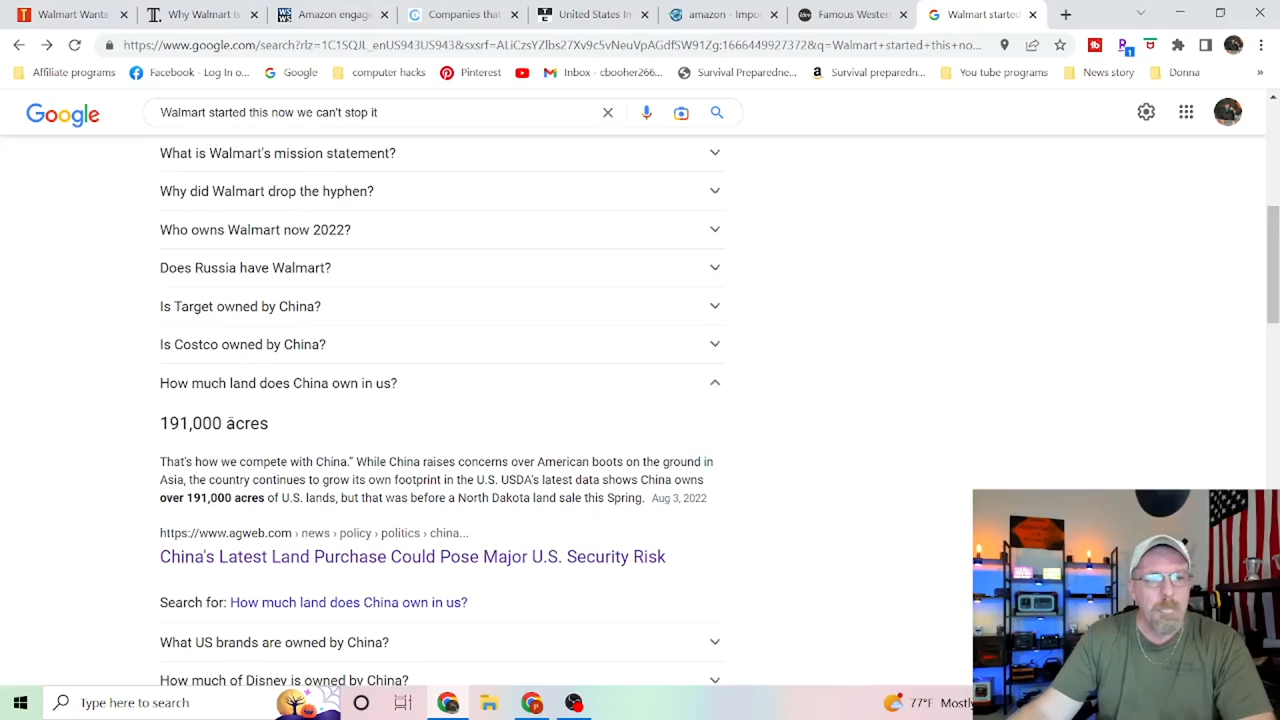 Walmart Wants
Why Walmart is
Amazon engag
Companies that
United States In
amazon - Impo
Famous Wester
Walmart started
https://www.google.com/search?rlz=1C1SQJL_enUS943US943&sxsrf=ALiCzsYZlbs27Xv9c5vNeuVpAGdfSW91Zg:1666449927372&q=Walmart+started+this+no...
Affiliate programs
Facebook - Log In o...
Google
computer hacks
Pinterest
Inbox - cbooher266...
Survival Preparedne...
Survival preparedn...
You tube programs
News story
Donna
»
Google
Walmart started this now we can't stop it
What is Walmart's mission statement?
Why did Walmart drop the hyphen?
Who owns Walmart now 2022?
Does Russia have Walmart?
Is Target owned by China?
Is Costco owned by China?
How much land does China own in us?
191,000 acres
That's how we compete with China.” While China raises concerns over American boots on the ground in
Asia, the country continues to grow its own footprint in the U.S. USDA's latest data shows China owns
over 191,000 acres of U.S. lands, but that was before a North Dakota land sale this Spring. Aug 3, 2022
https://www.agweb.com › news › policy › politics › china...
China's Latest Land Purchase Could Pose Major U.S. Security Risk
Search for: How much land does China own in us?
What US brands are owned by China?
How much of Disney is owned by China?
Type here to search
77°F Mostly